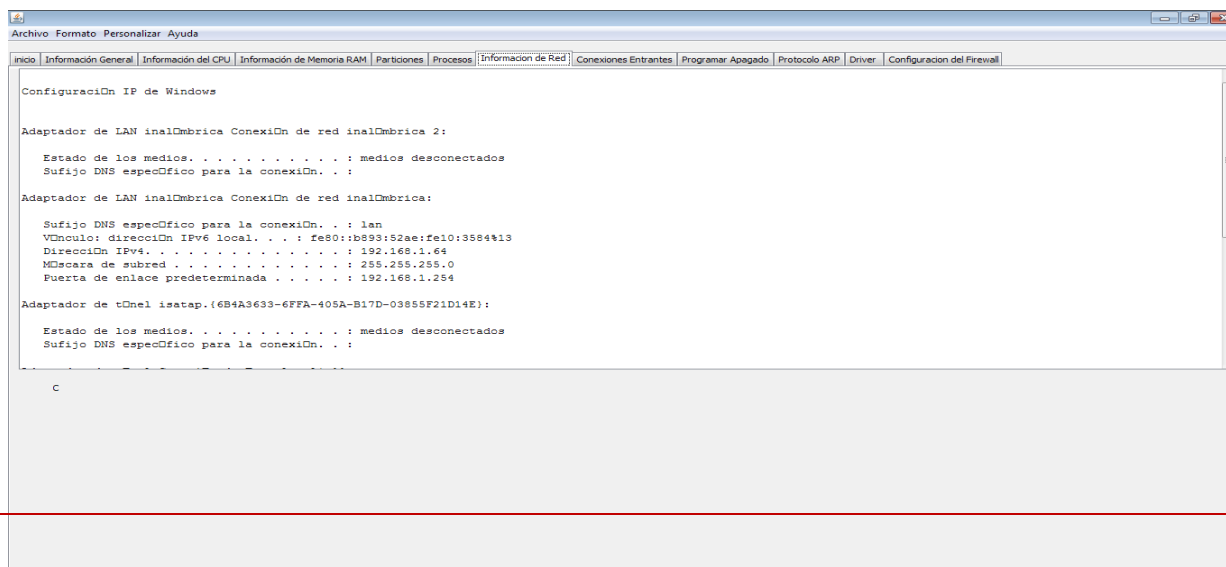 Archivo Formato Personalizar Ayuda
inicio Información General Información del CPU Información de Memoria RAM Particiones Procesos Informacion de Red Conexiones Entrantes Programar Apagado Protocolo ARP Driver Configuracion del Firewall
Configuraci□n IP de Windows
Adaptador de LAN inal□mbrica Conexi□n de red inal□mbrica 2:
Estado de los medios. . . . . . . . . . . : medios desconectados
Sufijo DNS espec□fico para la conexi□n. . :
Adaptador de LAN inal□mbrica Conexi□n de red inal□mbrica:
Sufijo DNS espec□fico para la conexi□n. . : lan
V□nculo: direcci□n IPv6 local. . . : fe80::b893:52ae:fe10:3584%13
Direcci□n IPv4. . . . . . . . . . . . . . : 192.168.1.64
M□scara de subred . . . . . . . . . . . . : 255.255.255.0
Puerta de enlace predeterminada . . . . . : 192.168.1.254
Adaptador de t□nel isatap.{6B4A3633-6FFA-405A-B17D-03855F21D14E}:
Estado de los medios. . . . . . . . . . . : medios desconectados
Sufijo DNS espec□fico para la conexi□n. . :
C